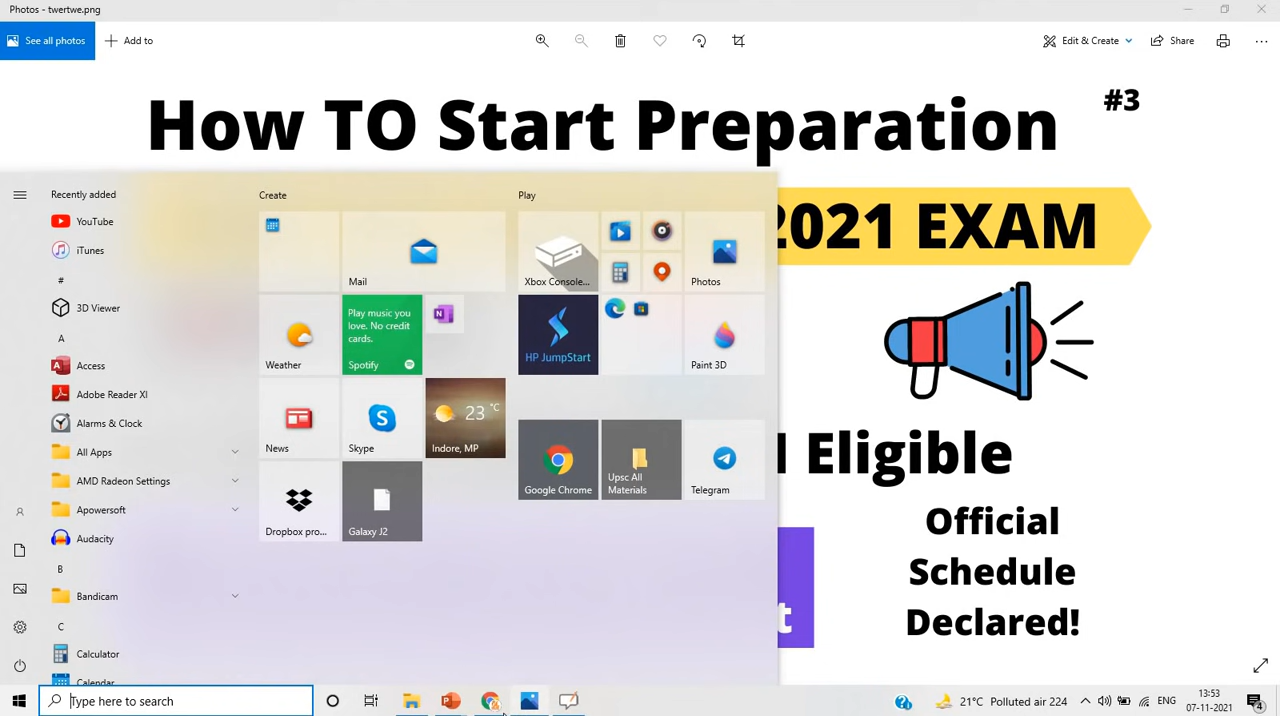 Photos - twertwe.png
See all photos
Add to
Edit & Create
Share
How TO Start Preparation
#3
2021 EXAM
Eligible
Official
Schedule
Declared!
Recently added
YouTube
iTunes
#
3D Viewer
A
Access
Adobe Reader XI
Alarms & Clock
All Apps
AMD Radeon Settings
Apowersoft
Audacity
B
Bandicam
C
Calculator
Calendar
Create
Mail
Weather
Play music you
love. No credit
cards.
Spotify
News
Skype
23 °C
Indore, MP
Dropbox pro...
Galaxy J2
Play
Xbox Console...
Photos
HP JumpStart
Paint 3D
Google Chrome
Upsc All
Materials
Telegram
t
Type here to search
21°C Polluted air 224
ENG
13:53
07-11-2021
4